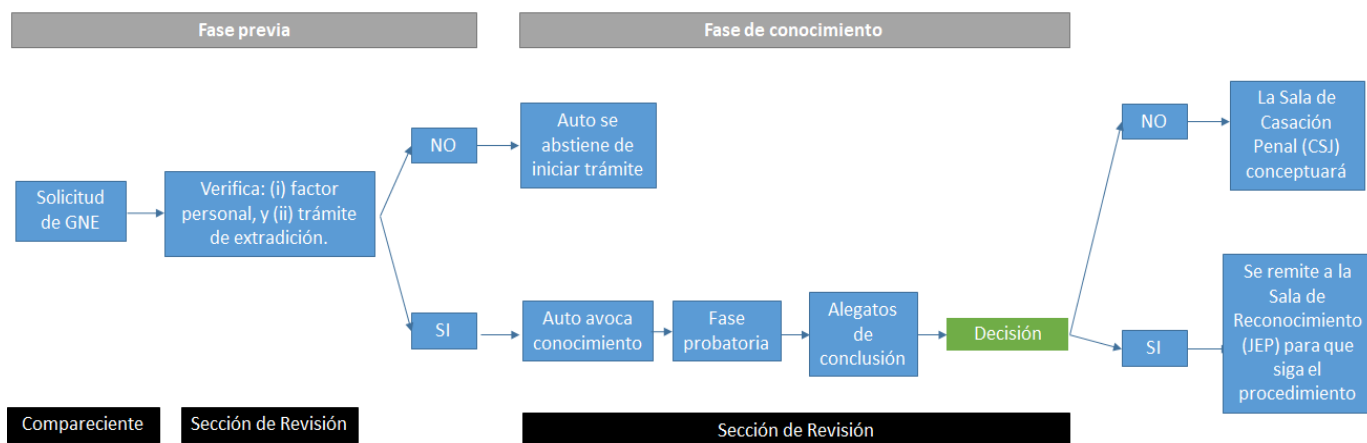 Fase previa
Fase de conocimiento
Solicitud
de GNE
Verifica: (i) factor
personal, y (ii) trámite
de extradición.
NO
Auto se
abstiene de
iniciar trámite
SI
Auto avoca
conocimiento
Fase
probatoria
Alegatos
de
conclusión
Decisión
NO
La Sala de
Casación
Penal (CSJ)
conceptuará
SI
Se remite a la
Sala de
Reconocimiento
(JEP) para que
siga el
procedimiento
Compareciente
Sección de Revisión
Sección de Revisión